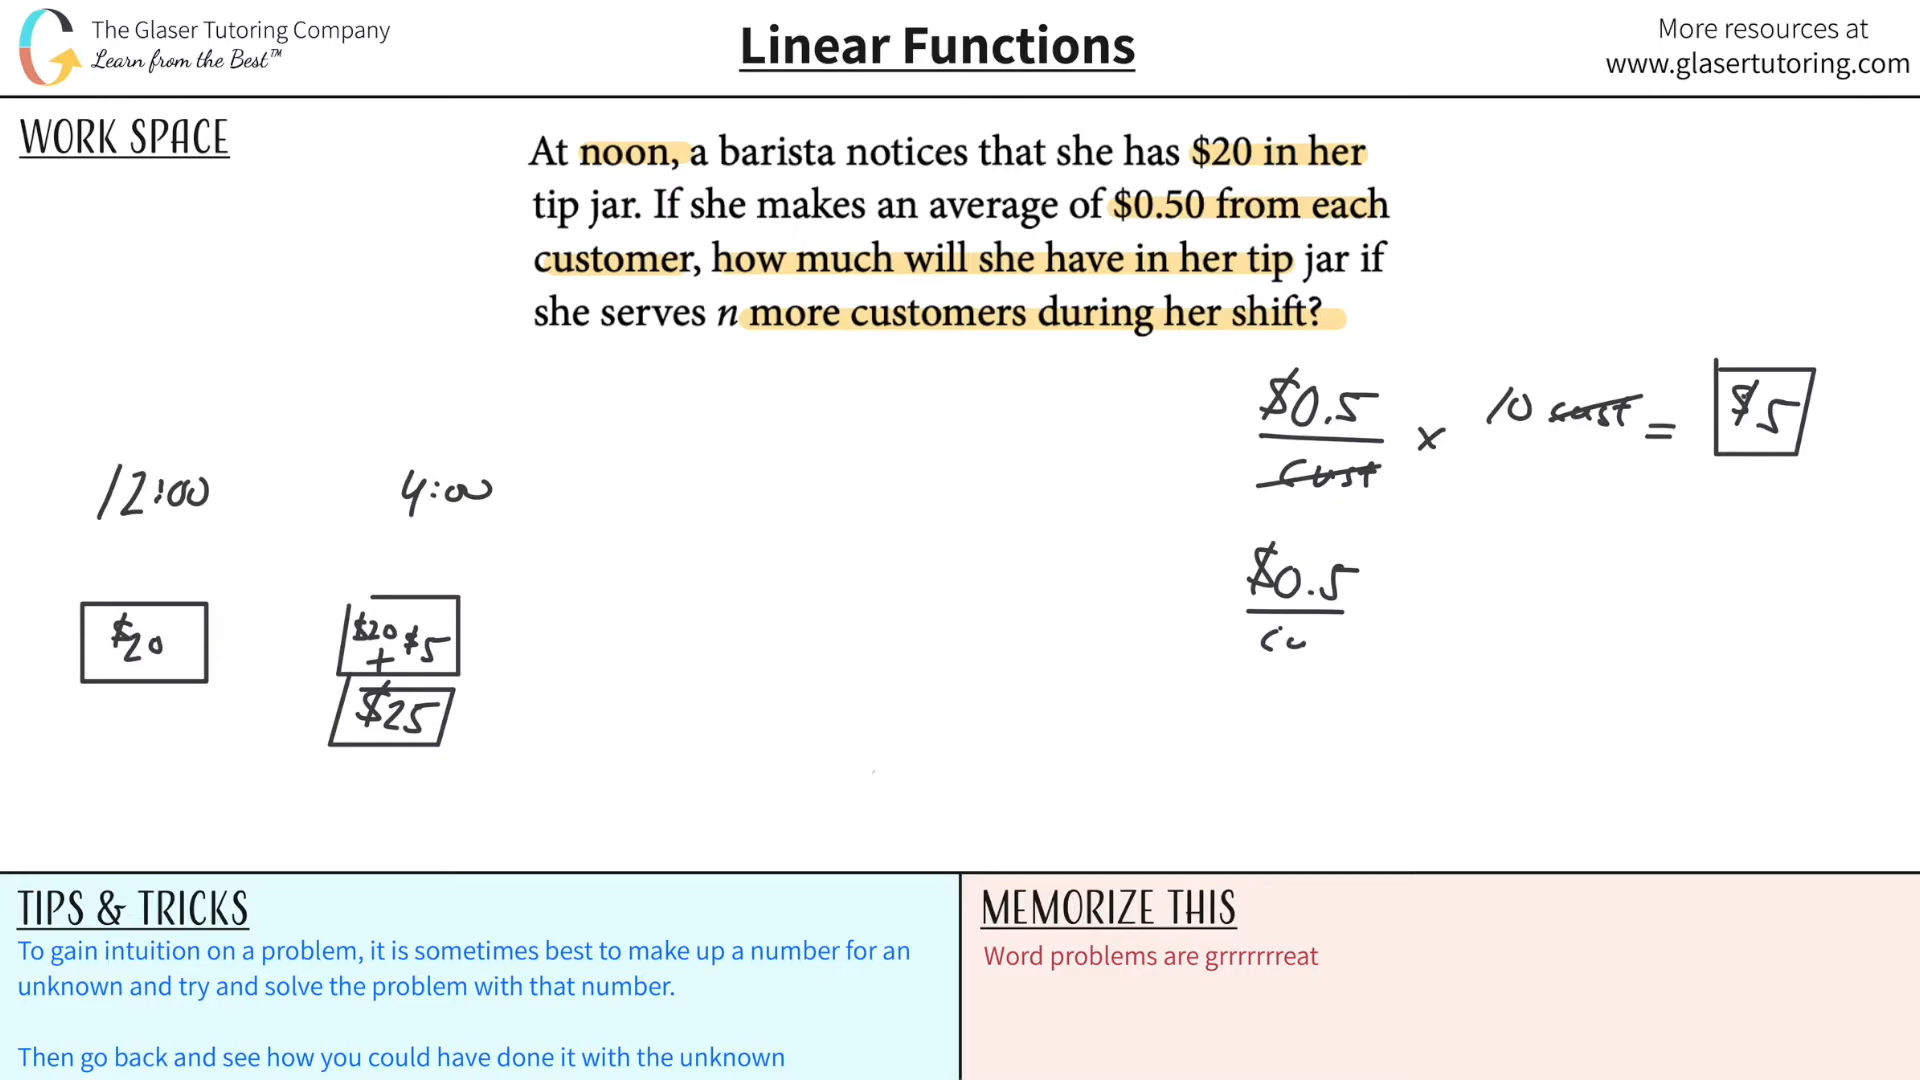 The Glaser Tutoring Company
Learn from the Best™
Linear Functions
More resources at
www.glasertutoring.com
WORK SPACE
At noon, a barista notices that she has $20 in her
tip jar. If she makes an average of $0.50 from each
customer, how much will she have in her tip jar if
she serves n more customers during her shift?
$0.5
cust
x 10 cust = $5
12:00
4:00
$0.5
cu
$20
$20 + $5
$25
TIPS & TRICKS
To gain intuition on a problem, it is sometimes best to make up a number for an
unknown and try and solve the problem with that number.
Then go back and see how you could have done it with the unknown
MEMORIZE THIS
Word problems are grrrrrrreat